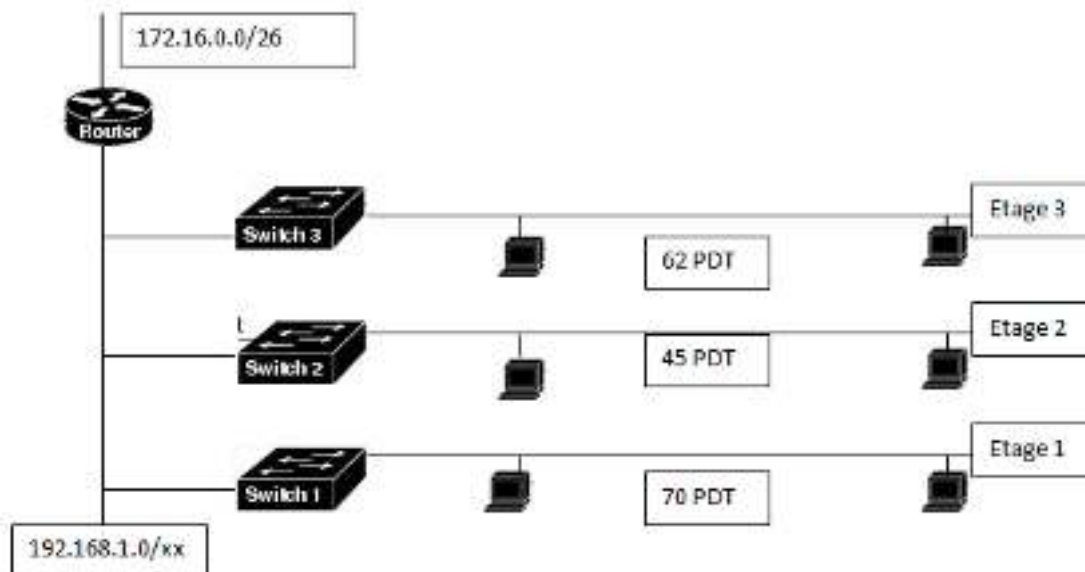 172.16.0.0/26
Router
Etage 3
Switch 3
62 PDT
Etage 2
t
Switch 2
45 PDT
Etage 1
Switch 1
70 PDT
192.168.1.0/xx